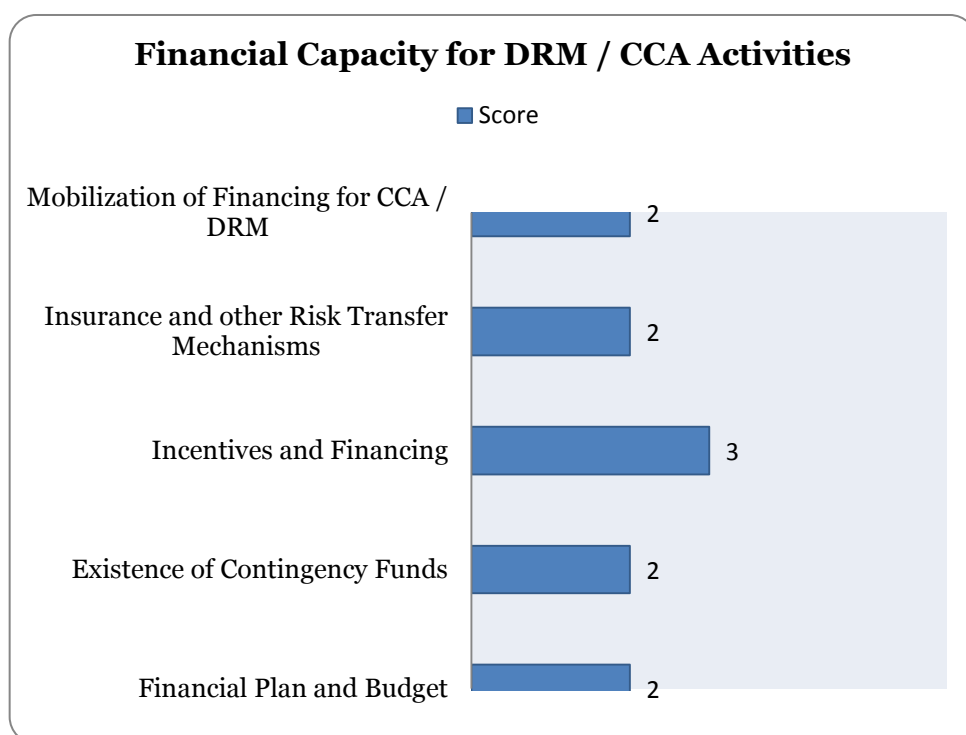 Financial Capacity for DRM / CCA Activities
Score
Mobilization of Financing for CCA /
DRM
2
Insurance and other Risk Transfer
Mechanisms
2
Incentives and Financing
3
Existence of Contingency Funds
2
Financial Plan and Budget
2